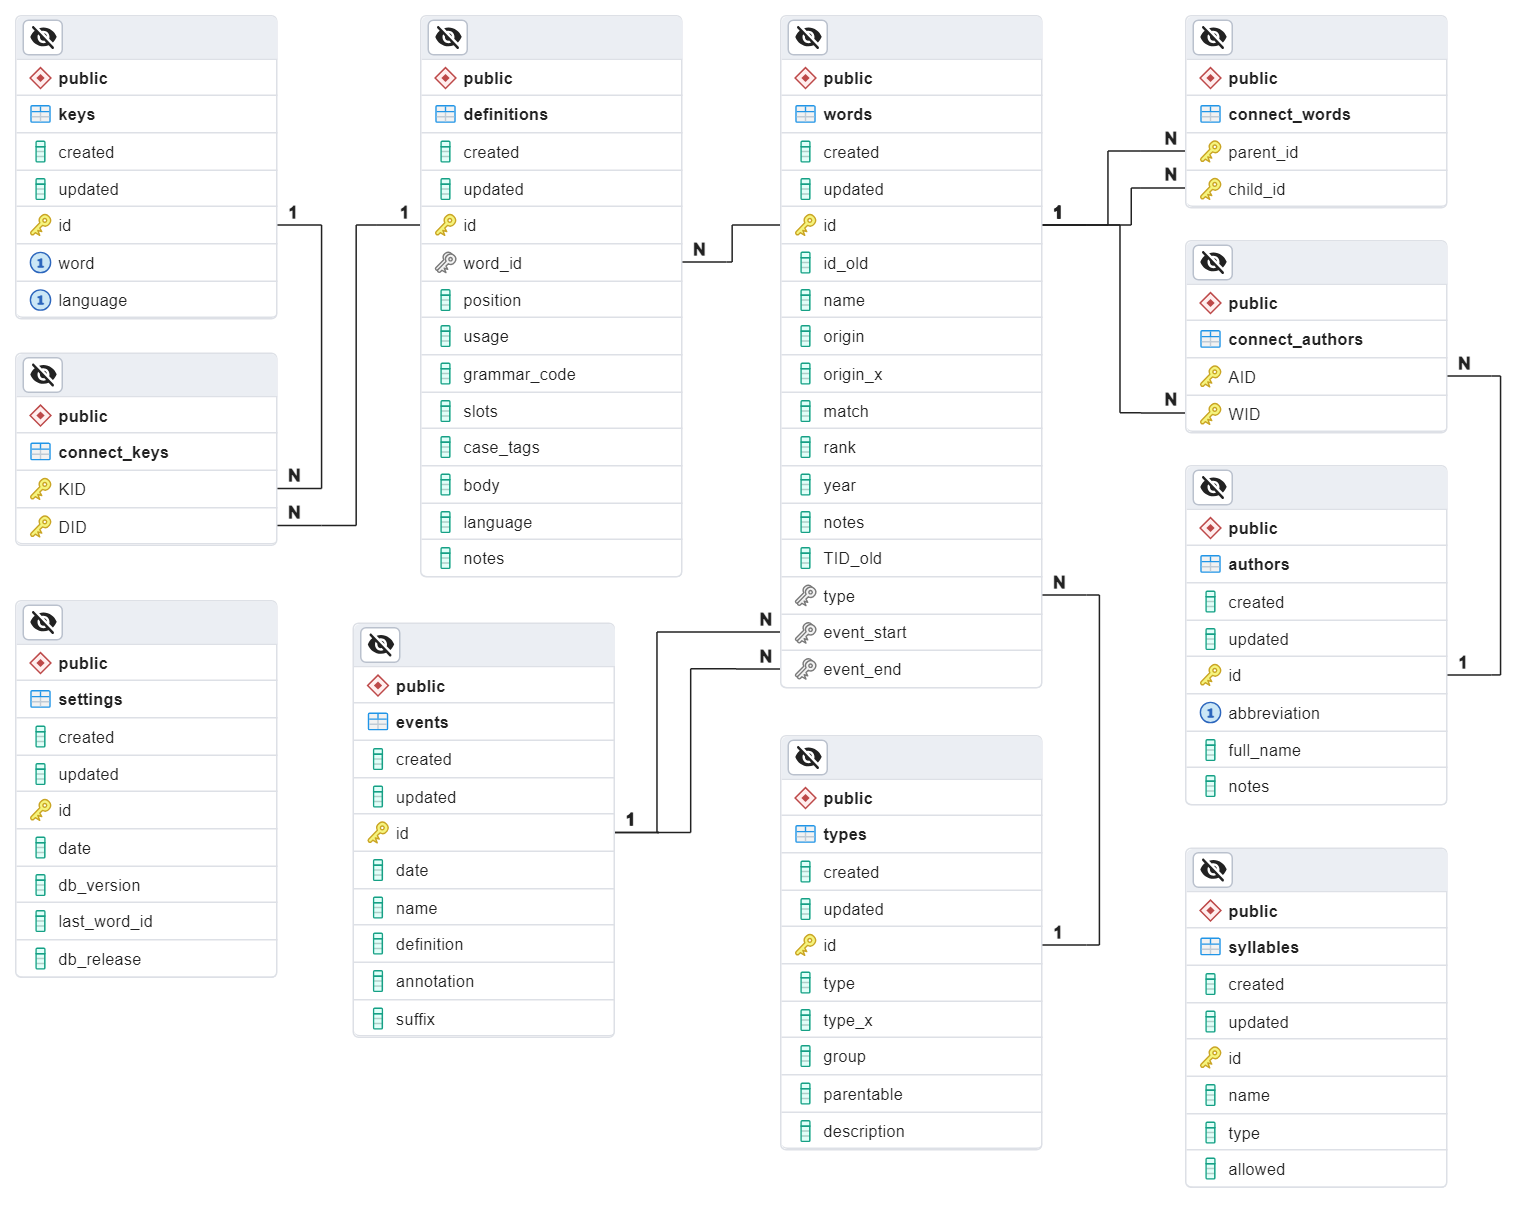 public
keys
created
updated
id
1 word
1 language
1
public
connect_keys
KID
DID
N
N
public
settings
created
updated
id
date
db_version
last_word_id
db_release
public
definitions
created
updated
id
word_id
position
usage
grammar_code
slots
case_tags
body
language
notes
1
N
public
events
created
updated
id
date
name
definition
annotation
suffix
1
public
words
created
updated
id
id_old
name
origin
origin_x
match
rank
year
notes
TID_old
type
event_start
event_end
1
N
N
N
public
types
created
updated
id
type
type_x
group
parentable
description
1
public
connect_words
parent_id
child_id
N
N
public
connect_authors
AID
WID
N
N
public
authors
created
updated
id
1 abbreviation
full_name
notes
1
public
syllables
created
updated
id
name
type
allowed